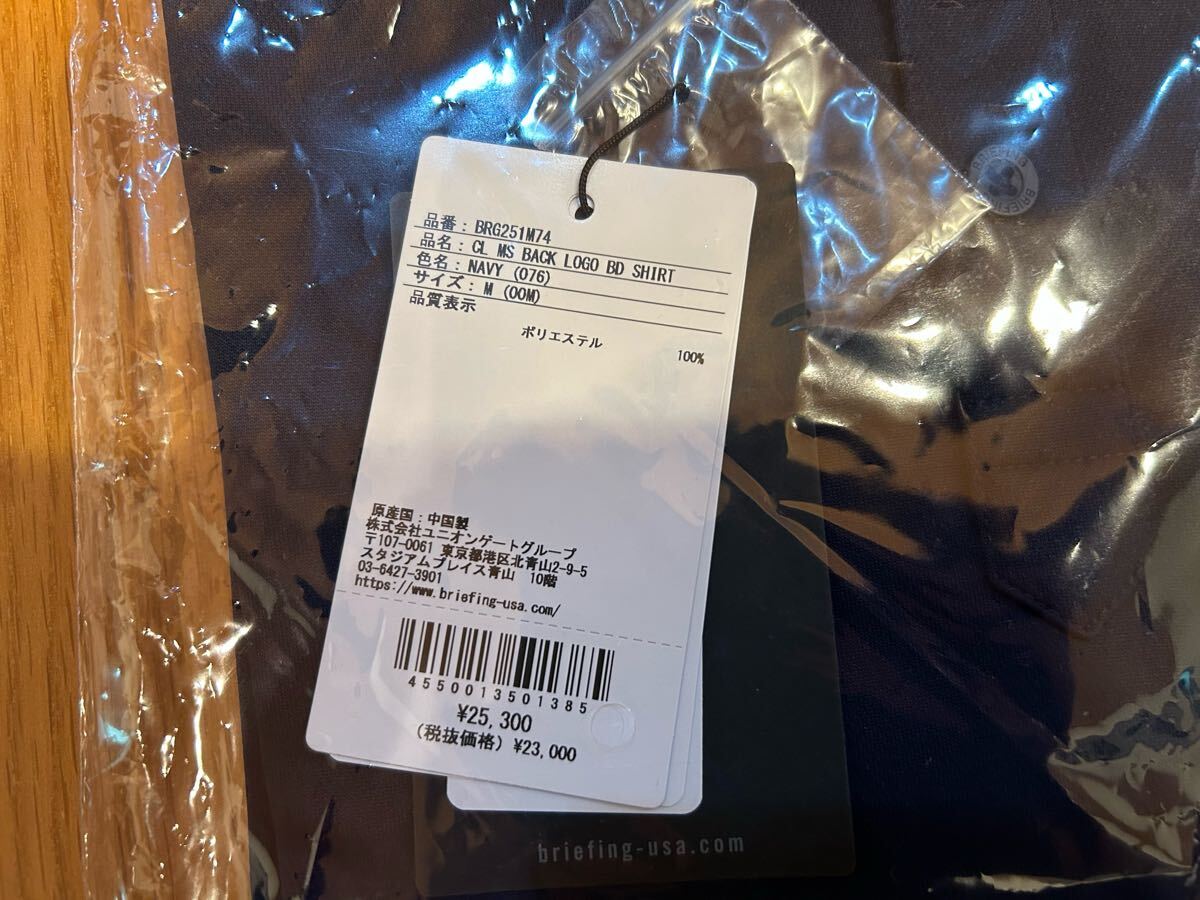 品番：BRG251M74
品名：CL MS BACK LOGO BD SHIRT
色名：NAVY (076)
サイズ：M (00M)
品質表示
ポリエステル
100%
原産国：中国製
株式会社ユニオンゲートグループ
〒107-0061 東京都港区北青山2-9-5
スタジアムプレイス青山　10階
03-6427-3901
https://www.briefing-usa.com/
4550013501385
¥25,300
(税抜価格) ¥23,000
briefing-usa.com